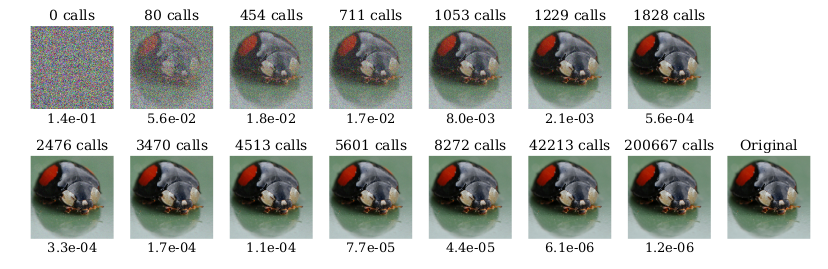 0 calls 80 calls 454 calls 711 calls 1053 calls 1229 calls 1828 calls
1.4e-01 5.6e-02 1.8e-02 1.7e-02 8.0e-03 2.1e-03 5.6e-04
2476 calls 3470 calls 4513 calls 5601 calls 8272 calls 42213 calls 200667 calls Original
3.3e-04 1.7e-04 1.1e-04 7.7e-05 4.4e-05 6.1e-06 1.2e-06